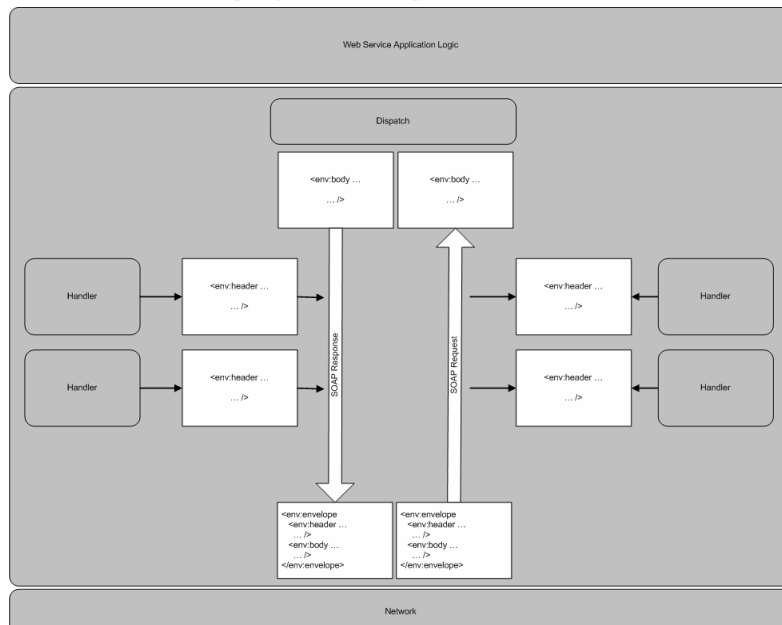 Web Service Application Logic
Dispatch
<env:body …
… />
<env:body …
… />
Handler
<env:header …
… />
<env:header …
… />
Handler
SOAP Response
SOAP Request
Handler
<env:header …
… />
<env:header …
… />
Handler
<env:envelope
<env:header …
… />
<env:body …
… />
</env:envelope>
<env:envelope
<env:header …
… />
<env:body …
… />
</env:envelope>
Network